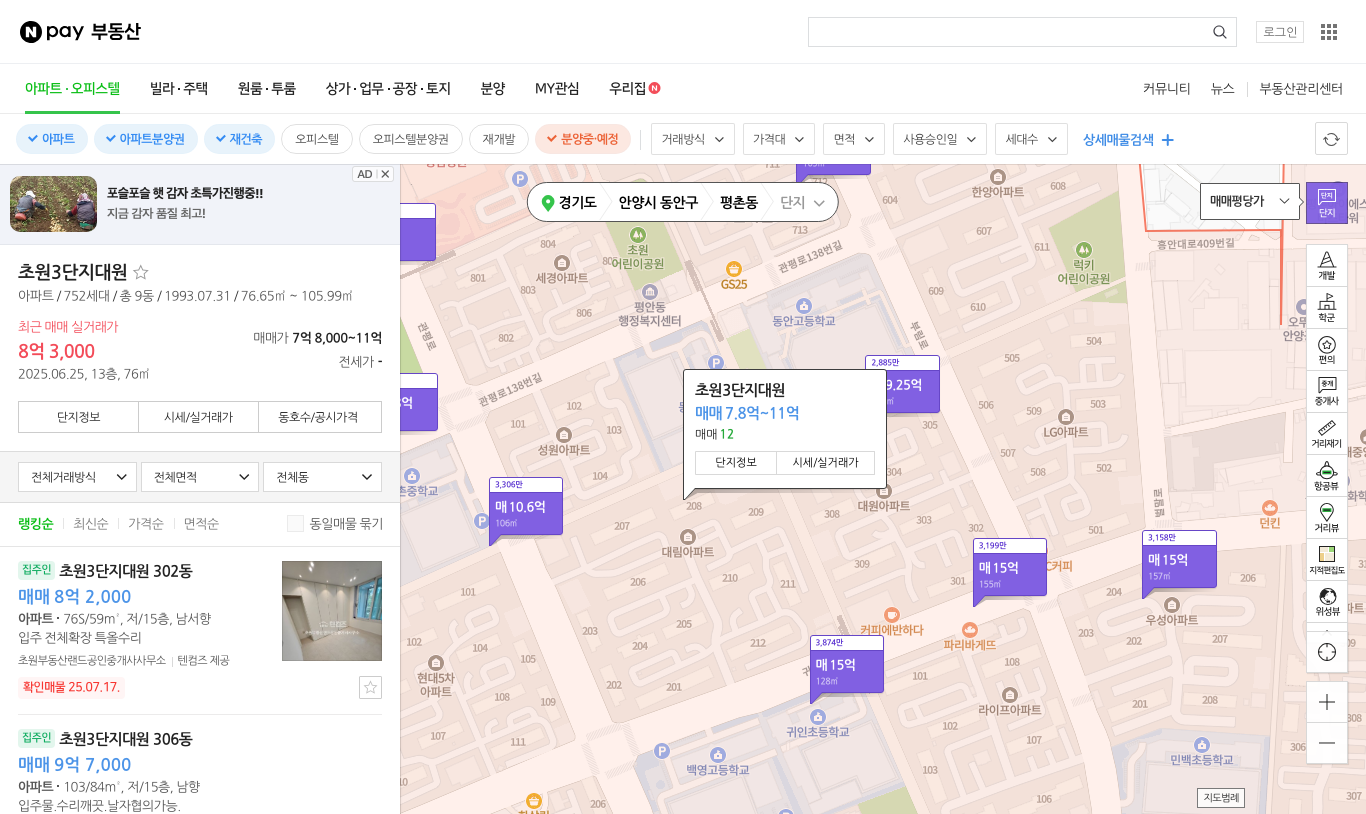 N pay 부동산
로그인
아파트·오피스텔
빌라·주택
원룸·투룸
상가·업무·공장·토지
분양
MY관심
우리집 N
커뮤니티
뉴스
부동산관리센터
아파트
아파트분양권
재건축
오피스텔
오피스텔분양권
재개발
분양중·예정
거래방식
가격대
면적
사용승인일
세대수
상세매물검색
AD
포슬포슬 햇 감자 초특가진행중!!
지금 감자 품질 최고!
초원3단지대원
아파트 / 752세대 / 총 9동 / 1993.07.31 / 76.65㎡ ~ 105.99㎡
최근 매매 실거래가
8억 3,000
2025.06.25, 13층, 76㎡
매매가 7억 8,000~11억
전세가 -
단지정보
시세/실거래가
동호수/공시가격
전체거래방식
전체면적
전체동
랭킹순
최신순
가격순
면적순
동일매물 묶기
집주인 초원3단지대원 302동
매매 8억 2,000
아파트 · 76S/59m², 저/15층, 남서향
입주 전체확장 특올수리
초원부동산랜드공인중개사사무소 | 텐컴즈 제공
확인매물 25.07.17.
집주인 초원3단지대원 306동
매매 9억 7,000
아파트 · 103/84m², 저/15층, 남향
입주물.수리깨끗.날자협의가능.
경기도
안양시 동안구
평촌동
단지
매매평당가
단지
단지
711
한양아파트
804
초원
어린이공원
801
세경아파트
803
802
GS25
관평로138번길
611
607
608
럭키
어린이공원
609
610
흥안대로409번길
평안동
행정복지센터
동안고등학교
관평로
부림로
2,885만
9.25억
505
504
관평로138번길
초원3단지대원
매매 7.8억~11억
매매 12
단지정보
시세/실거래가
102
103
101
성원아파트
305
502
503
LG아파트
507
508
304
3,306만
매 10.6억
106㎡
208
207
대림아파트
대원아파트
302
303
501
벌말로
던킨
206
210
209
211
3,199만
매 15억
155㎡
C커피
3,158만
매 15억
157㎡
206
204
우성아파트
203
204
205
커피에반하다
파리바게뜨
202
201
3,874만
매 15억
128㎡
현대5차
아파트
108
109
107
111
라이프아파트
귀인초등학교
백영고등학교
민백초등학교
103
106
지도범례
개발
학군
편의
중개
중개사
거리재기
항공뷰
거리뷰
지적편집도
위성뷰